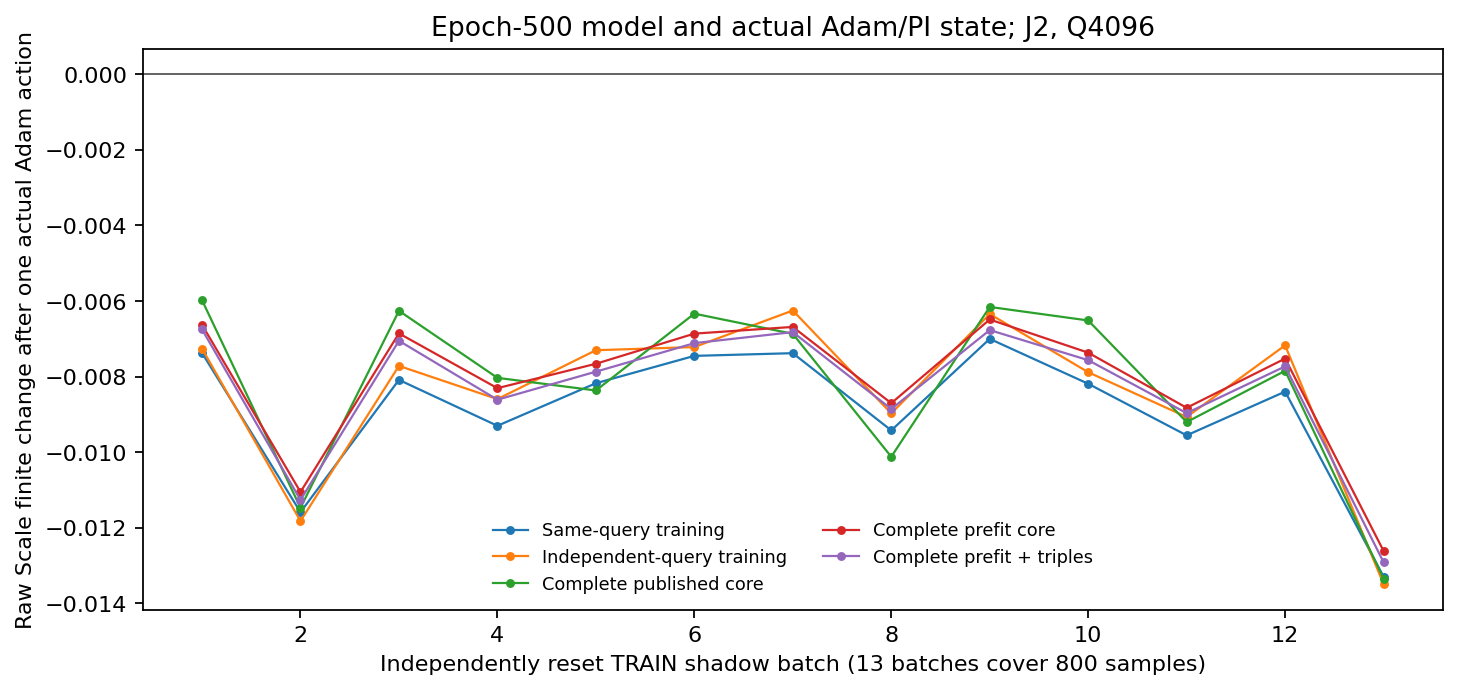 Epoch-500 model and actual Adam/PI state; J2, Q4096
Raw Scale finite change after one actual Adam action
0.000
−0.002
−0.004
−0.006
−0.008
−0.010
−0.012
−0.014
Same-query training
Independent-query training
Complete published core
Complete prefit core
Complete prefit + triples
2
4
6
8
10
12
Independently reset TRAIN shadow batch (13 batches cover 800 samples)